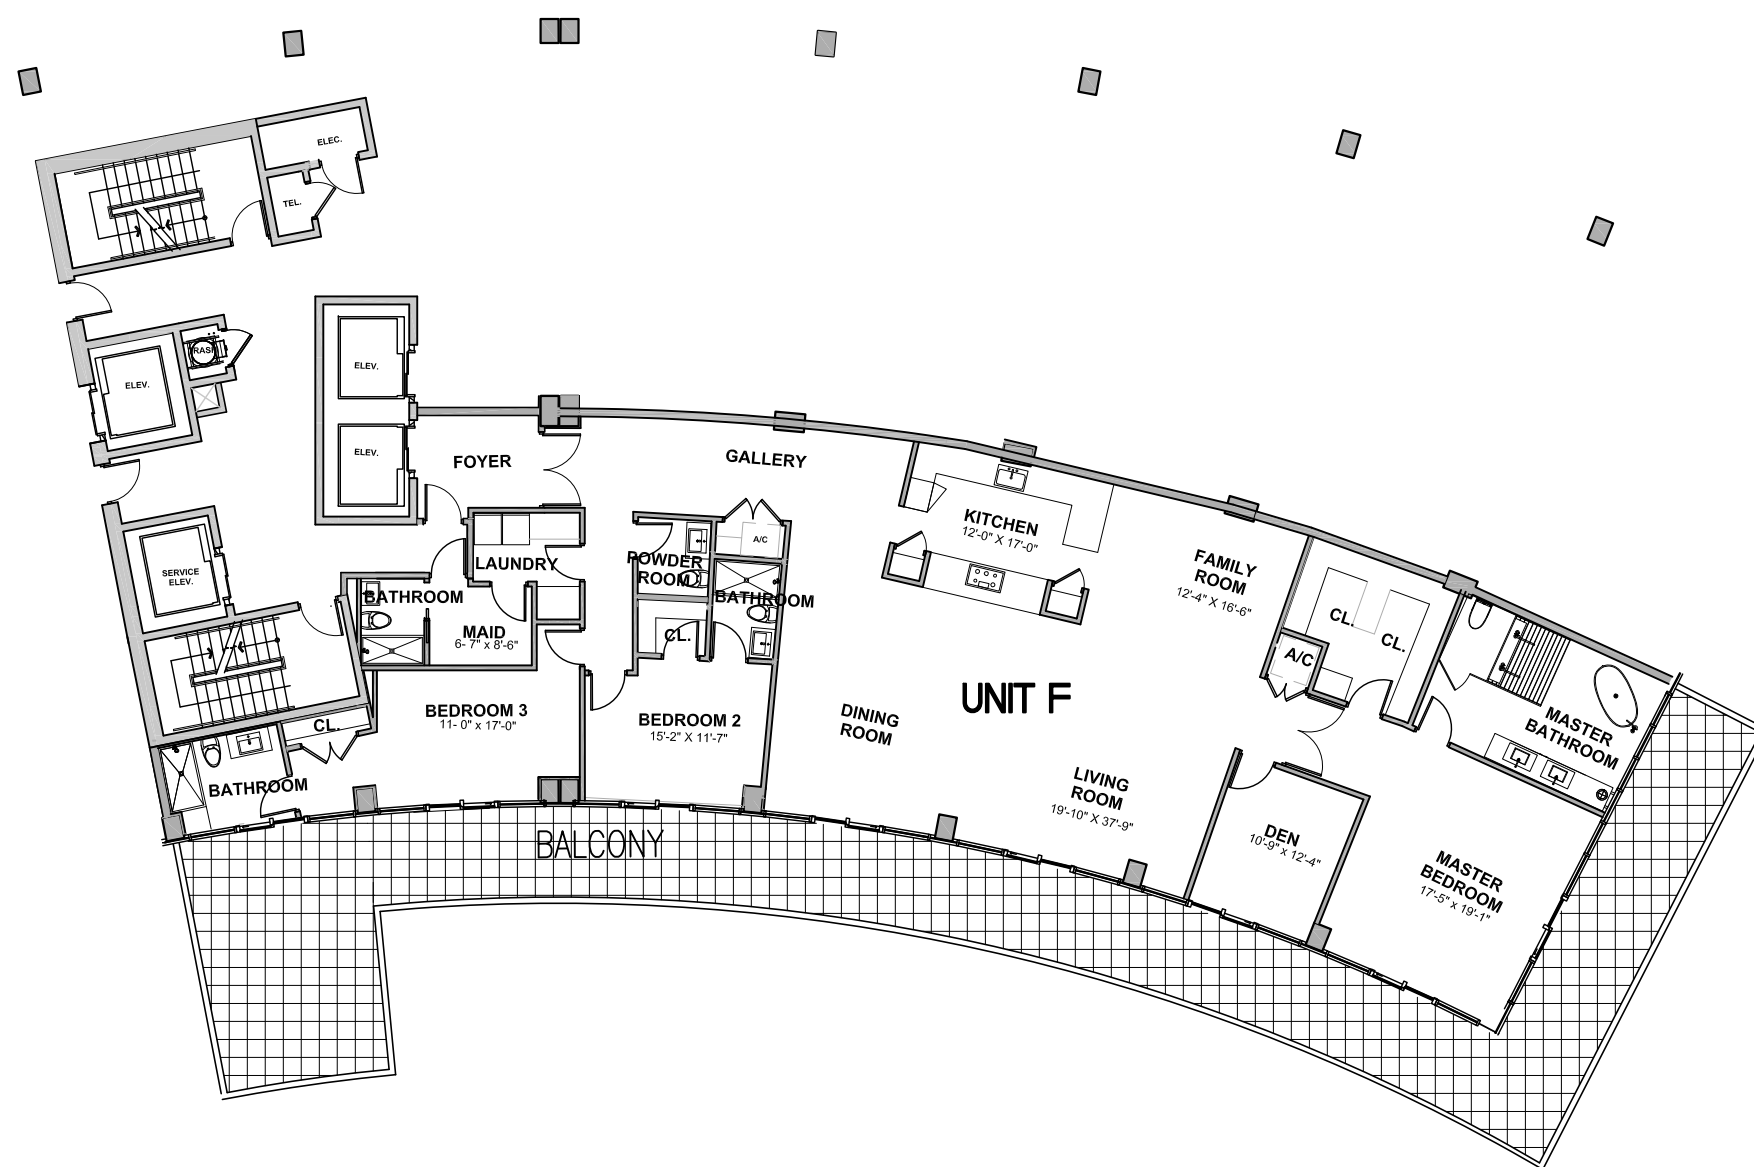 ELEC.
TEL.
TRASH
ELEV.
ELEV.
ELEV.
SERVICE
ELEV.
FOYER
GALLERY
LAUNDRY
POWDER
ROOM
A/C
BATHROOM
BATHROOM
MAID
6- 7" x 8'-6"
CL.
KITCHEN
12'-0" X 17'-0"
FAMILY
ROOM
12'-4" X 16'-6"
CL.
CL.
A/C
UNIT F
BEDROOM 3
11- 0" x 17'-0"
BEDROOM 2
15'-2" X 11'-7"
DINING
ROOM
CL.
BATHROOM
LIVING
ROOM
19'-10" X 37'-9"
MASTER
BATHROOM
DEN
10'-9" x 12'-4"
MASTER
BEDROOM
17'-5" x 19'-1"
BALCONY